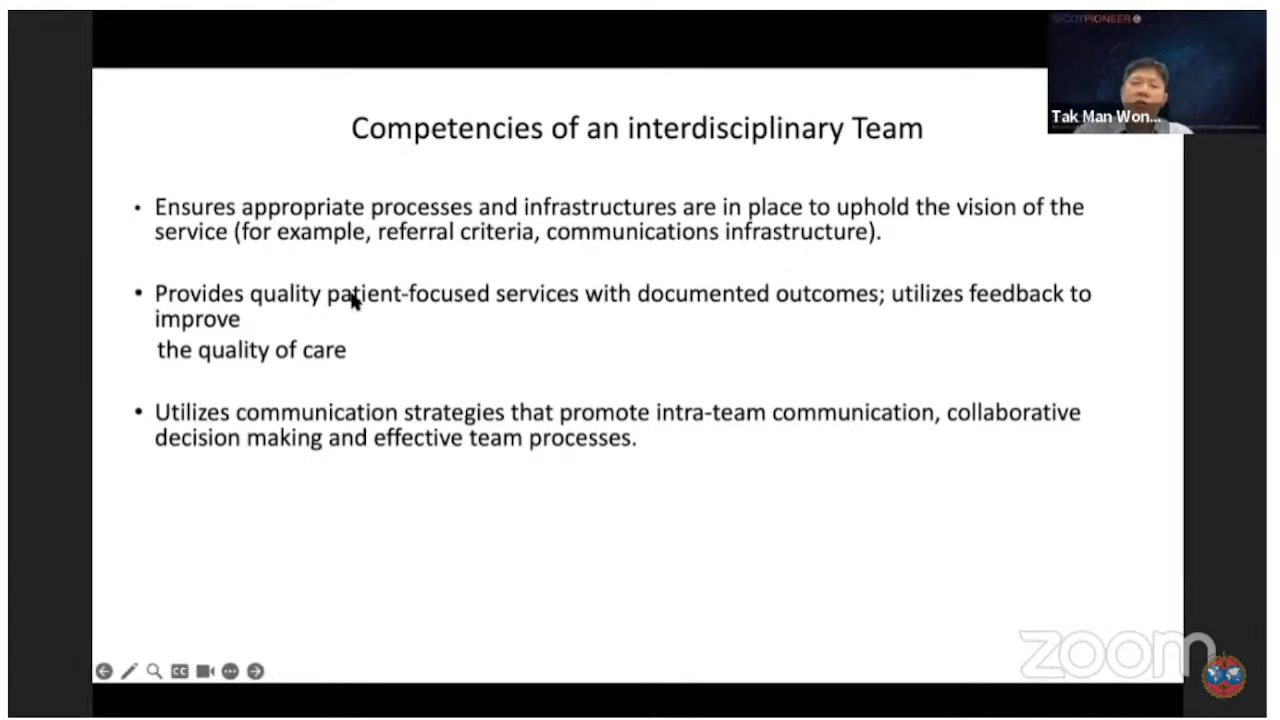 SICOTPIONEER
Tak Man Won...
Competencies of an interdisciplinary Team
• Ensures appropriate processes and infrastructures are in place to uphold the vision of the
service (for example, referral criteria, communications infrastructure).
• Provides quality patient-focused services with documented outcomes; utilizes feedback to
improve
the quality of care
• Utilizes communication strategies that promote intra-team communication, collaborative
decision making and effective team processes.
CC
zoom